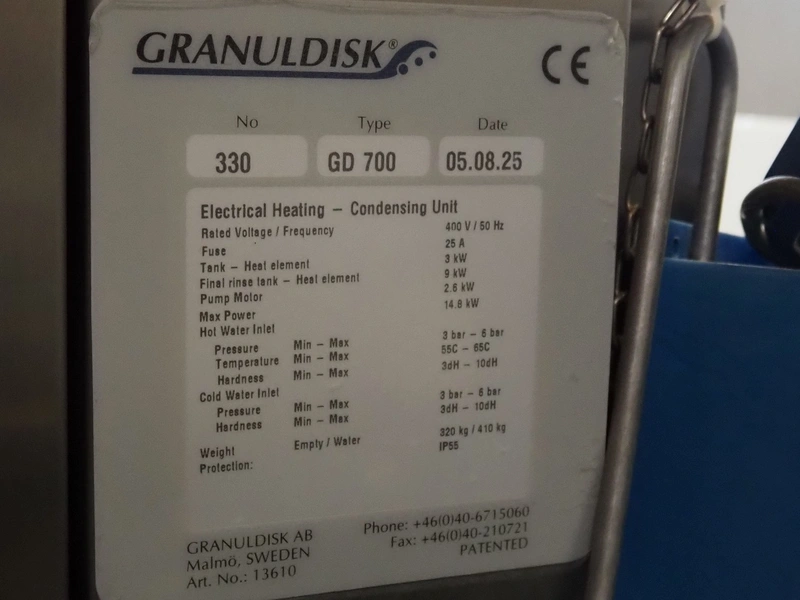 GRANULDISK®
CE
No Type Date
330 GD 700 05.08.25
Electrical Heating – Condensing Unit
Rated Voltage / Frequency 400 V / 50 Hz
Fuse 25 A
Tank – Heat element 3 kW
Final rinse tank – Heat element 9 kW
Pump Motor 2.6 kW
Max Power 14.8 kW
Hot Water Inlet
Pressure Min – Max 3 bar – 6 bar
Temperature Min – Max 55C – 65C
Hardness Min – Max 3dH – 10dH
Cold Water Inlet
Pressure Min – Max 3 bar – 6 bar
Hardness Min – Max 3dH – 10dH
Weight Empty / Water 320 kg / 410 kg
Protection: IP55
GRANULDISK AB Phone: +46(0)40-6715060
Malmö, SWEDEN Fax: +46(0)40-210721
Art. No.: 13610 PATENTED